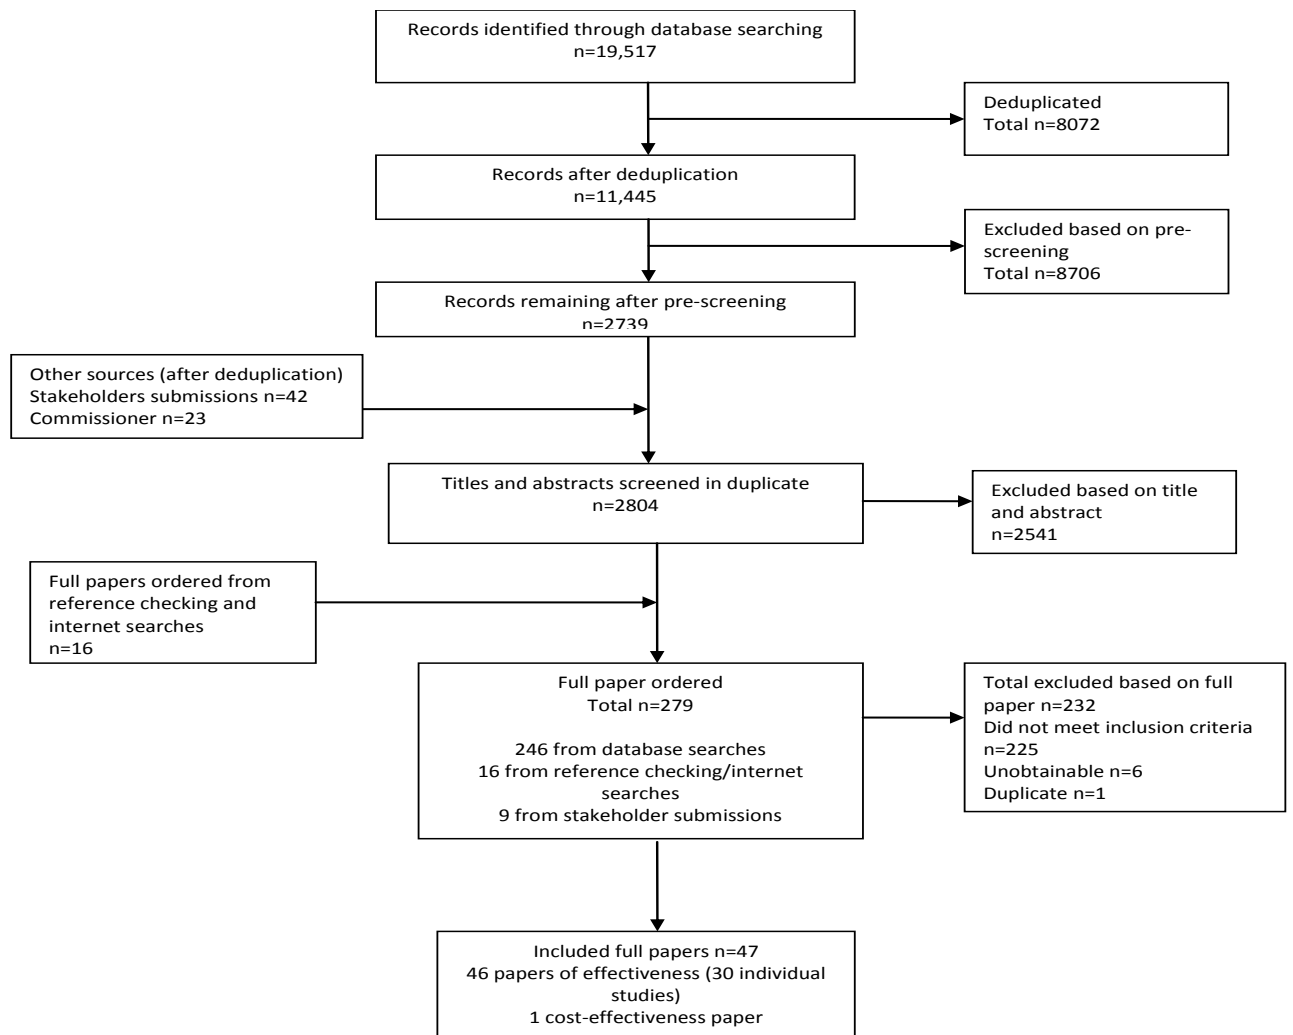 Records identified through database searching
n=19,517
Deduplicated
Total n=8072
Records after deduplication
n=11,445
Excluded based on pre-
screening
Total n=8706
Records remaining after pre-screening
n=2739
Other sources (after deduplication)
Stakeholders submissions n=42
Commissioner n=23
Titles and abstracts screened in duplicate
n=2804
Excluded based on title
and abstract
n=2541
Full papers ordered from
reference checking and
internet searches
n=16
Full paper ordered
Total n=279
246 from database searches
16 from reference checking/internet
searches
9 from stakeholder submissions
Total excluded based on full
paper n=232
Did not meet inclusion criteria
n=225
Unobtainable n=6
Duplicate n=1
Included full papers n=47
46 papers of effectiveness (30 individual
studies)
1 cost-effectiveness paper